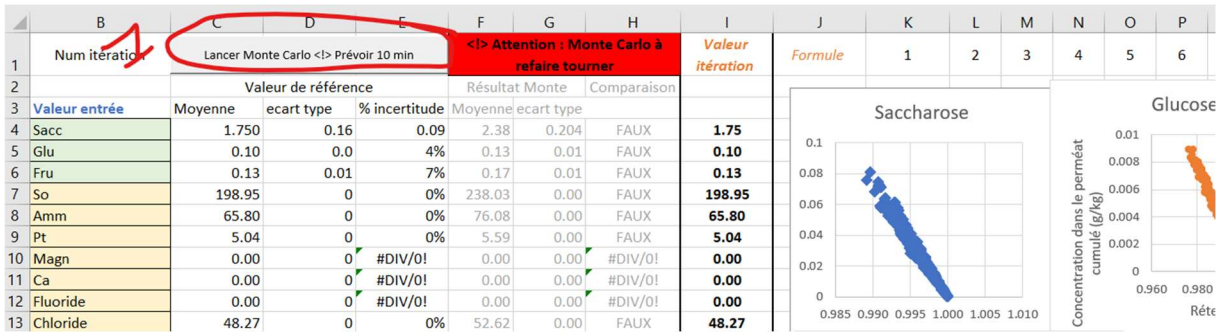 B C D E F G H I J K L M N O P
1 Num itération Lancer Monte Carlo <!> Prévoir 10 min <!> Attention : Monte Carlo à refaire tourner Valeur itération Formule 1 2 3 4 5 6
1
2 Valeur de référence Résultat Monte Comparaison
3 Valeur entrée Moyenne ecart type % incertitude Moyenne ecart type
4 Sacc 1.750 0.16 0.09 2.38 0.204 FAUX 1.75
5 Glu 0.10 0.0 4% 0.13 0.01 FAUX 0.10
6 Fru 0.13 0.01 7% 0.17 0.01 FAUX 0.13
7 So 198.95 0 0% 238.03 0.00 FAUX 198.95
8 Amm 65.80 0 0% 76.08 0.00 FAUX 65.80
9 Pt 5.04 0 0% 5.59 0.00 FAUX 5.04
10 Magn 0.00 0 #DIV/0! 0.00 0.00 #DIV/0! 0.00
11 Ca 0.00 0 #DIV/0! 0.00 0.00 #DIV/0! 0.00
12 Fluoride 0.00 0 #DIV/0! 0.00 0.00 #DIV/0! 0.00
13 Chloride 48.27 0 0% 52.62 0.00 FAUX 48.27
Saccharose
0.1
0.08
0.06
0.04
0.02
0
0.985 0.990 0.995 1.000 1.005 1.010
Glucose
Concentration dans le perméat
cumulé (g/kg)
0.01
0.008
0.006
0.004
0.002
0
0.960 0.980
Réte